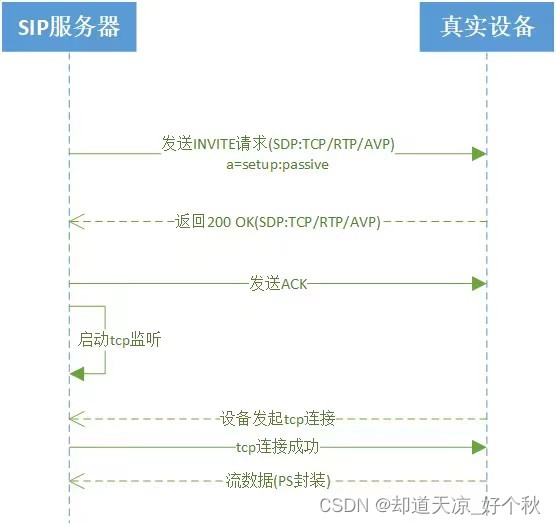 SIP服务器
真实设备
发送INVITE请求(SDP:TCP/RTP/AVP)
a=setup:passive
返回200 OK(SDP:TCP/RTP/AVP)
发送ACK
启动tcp监听
设备发起tcp连接
tcp连接成功
流数据(PS封装)
CSDN @却道天凉_好个秋